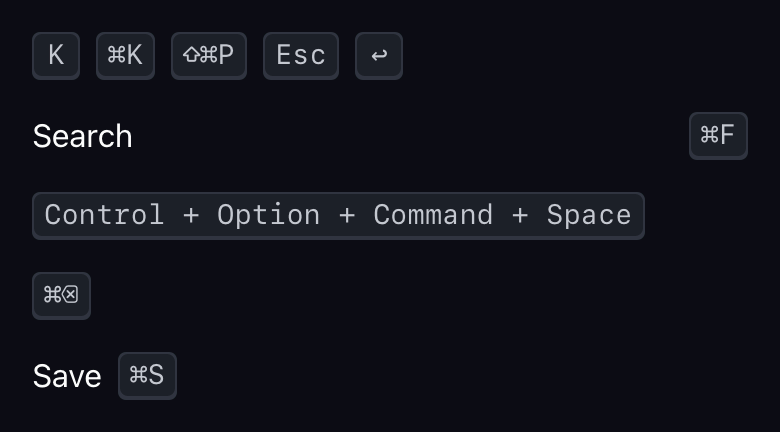 K ⌘K ⇧⌘P Esc ↩
Search ⌘F
Control + Option + Command + Space
⌘⌫
Save ⌘S